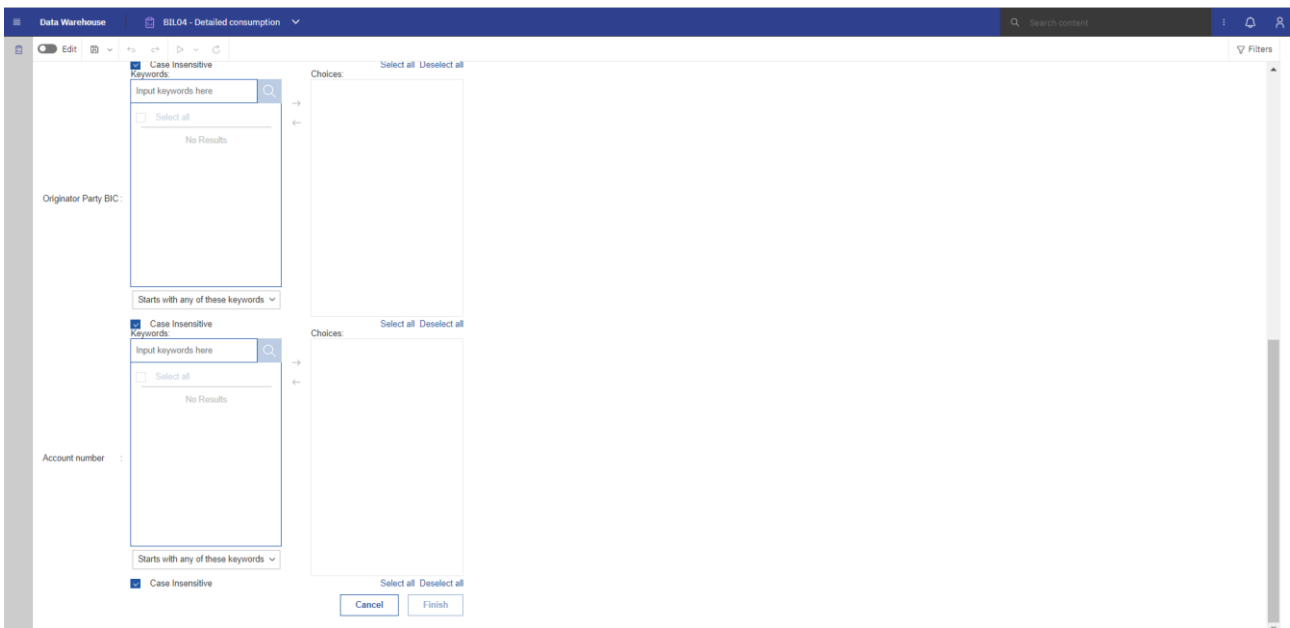 Data Warehouse
BIL04 - Detailed consumption
Search content
Edit
Filters
Case Insensitive
Select all Deselect all
Keywords:
Choices:
Input keywords here
Select all
No Results
Originator Party BIC :
Starts with any of these keywords
Case Insensitive
Select all Deselect all
Keywords:
Choices:
Input keywords here
Select all
No Results
Account number :
Starts with any of these keywords
Case Insensitive
Select all Deselect all
Cancel
Finish